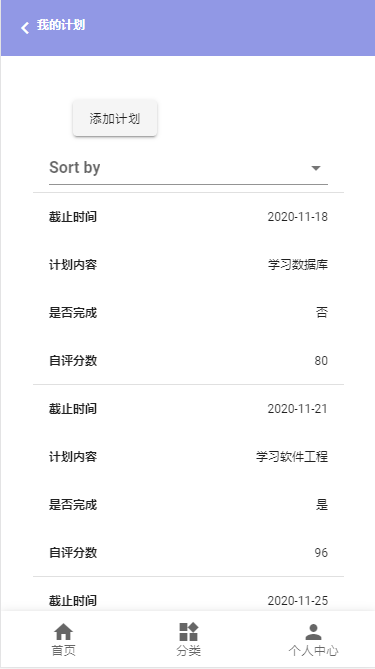 我的计划
添加计划
Sort by
截止时间 2020-11-18
计划内容 学习数据库
是否完成 否
自评分数 80
截止时间 2020-11-21
计划内容 学习软件工程
是否完成 是
自评分数 96
截止时间 2020-11-25
首页 分类 个人中心